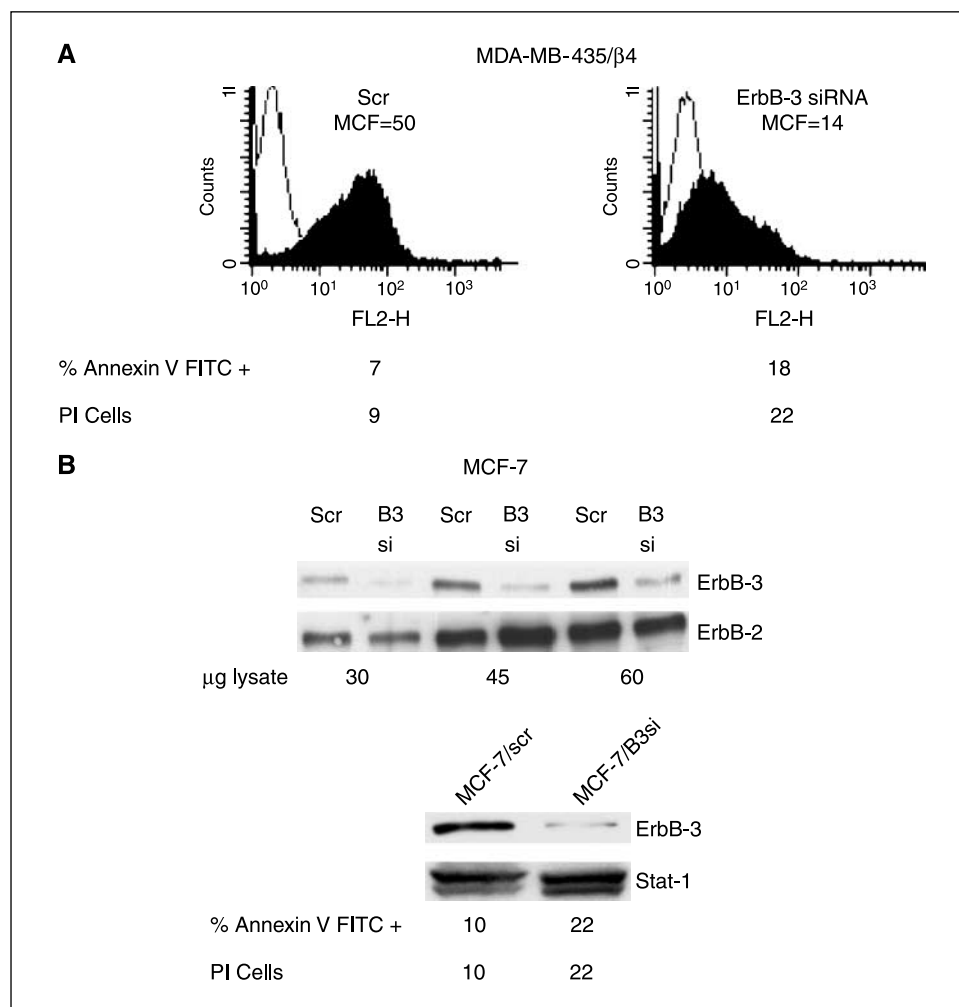 A
MDA-MB-435/β4
Scr
MCF=50
ErbB-3 siRNA
MCF=14
Counts
0
10⁰ 10¹ 10² 10³
FL2-H
Counts
0
10⁰ 10¹ 10² 10³
FL2-H
% Annexin V FITC + 7 18
PI Cells 9 22
B
MCF-7
Scr B3 Scr B3 Scr B3
si si si
ErbB-3
ErbB-2
μg lysate 30 45 60
MCF-7/scr MCF-7/B3si
ErbB-3
Stat-1
% Annexin V FITC + 10 22
PI Cells 10 22